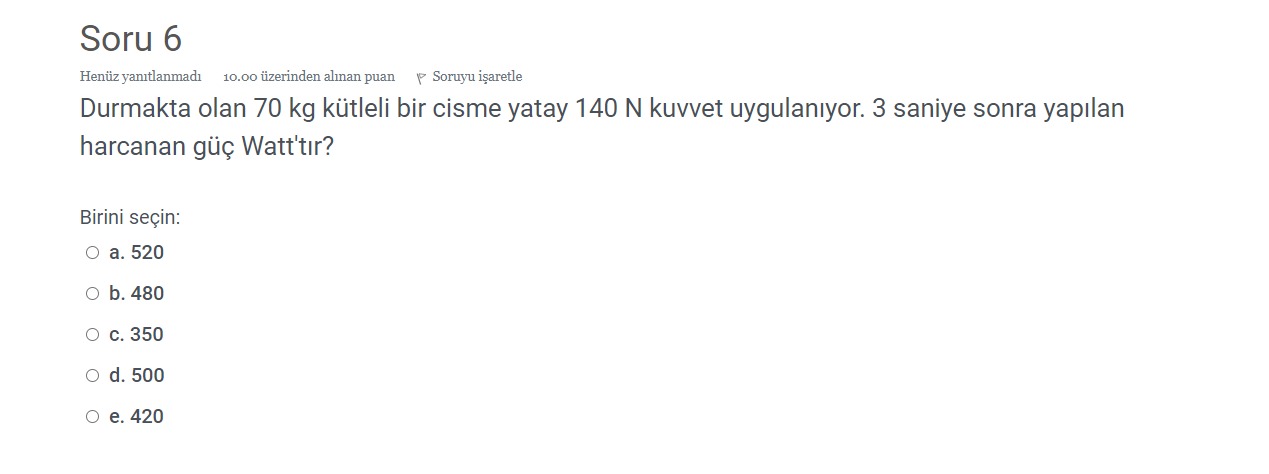 Soru 6
Henüz yanıtlanmadı 10.00 üzerinden alınan puan Soruyu işaretle
Durmakta olan 70 kg kütleli bir cisme yatay 140 N kuvvet uygulanıyor. 3 saniye sonra yapılan
harcanan güç Watt'tır?
Birini seçin:
a. 520
b. 480
c. 350
d. 500
e. 420